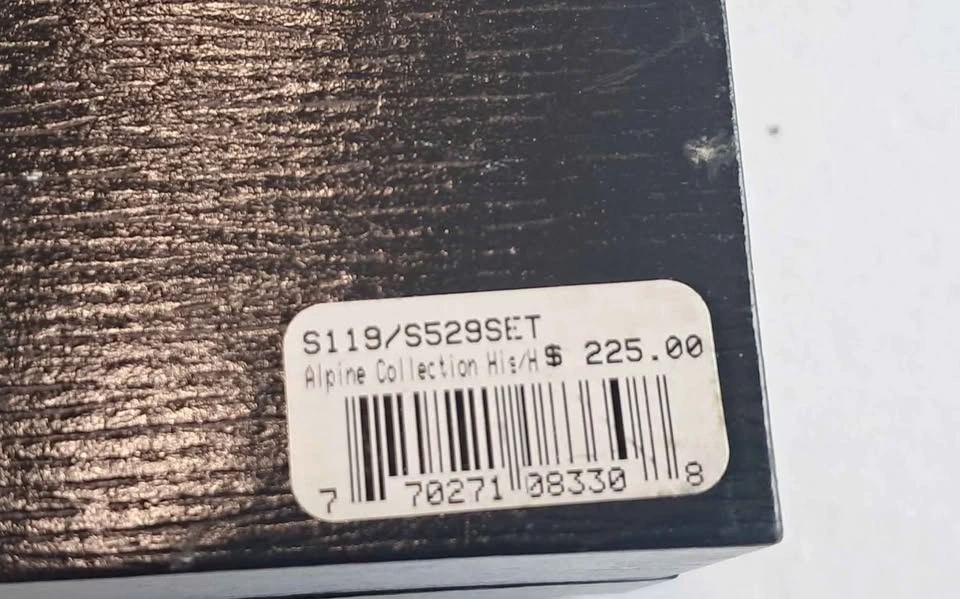 S119/S529SET
Alpine Collection His/H $ 225.00
7 70271 08330 8